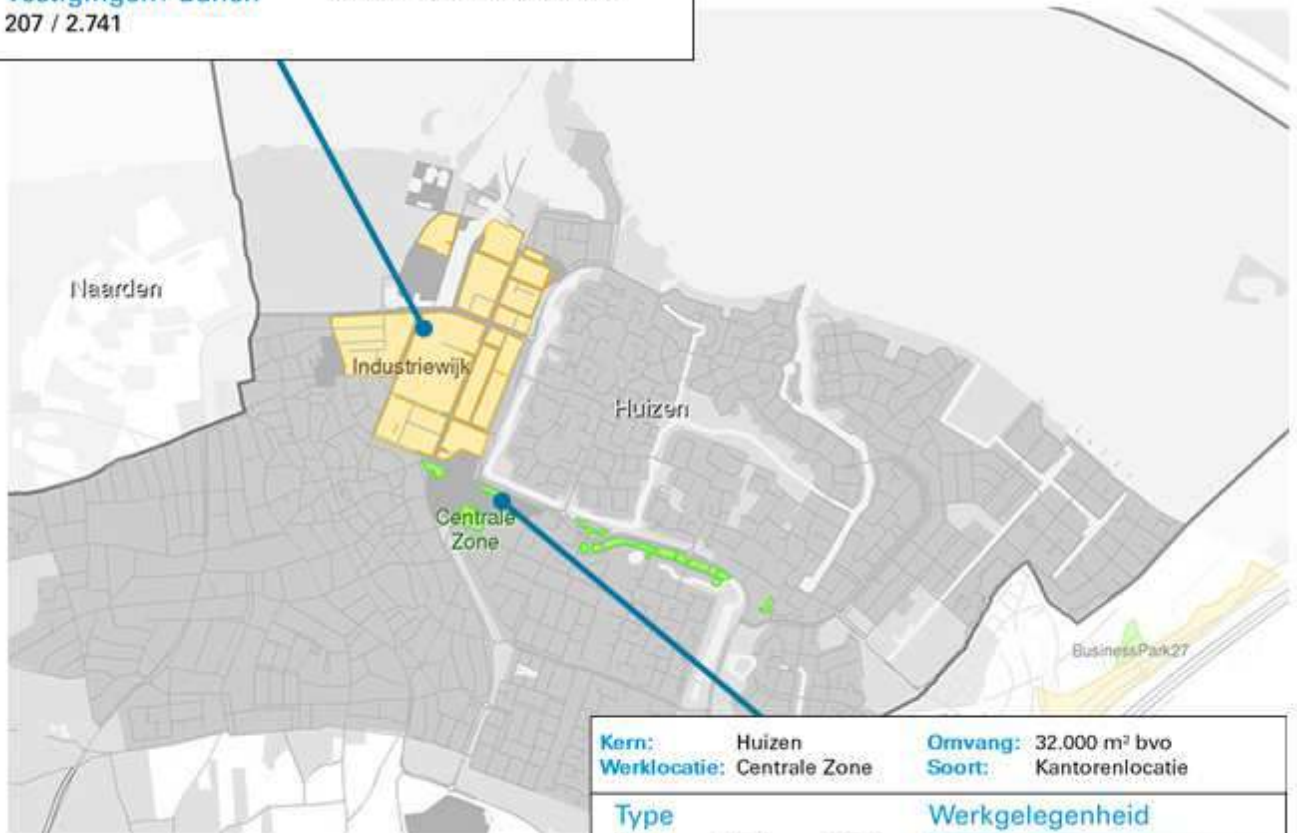 207 / 2.741
Naarden
Industriewijk
Huizen
Centrale
Zone
BusinessPark27
Kern: Huizen Omvang: 32.000 m² bvo
Werklocatie: Centrale Zone Soort: Kantorenlocatie
Type Werkgelegenheid